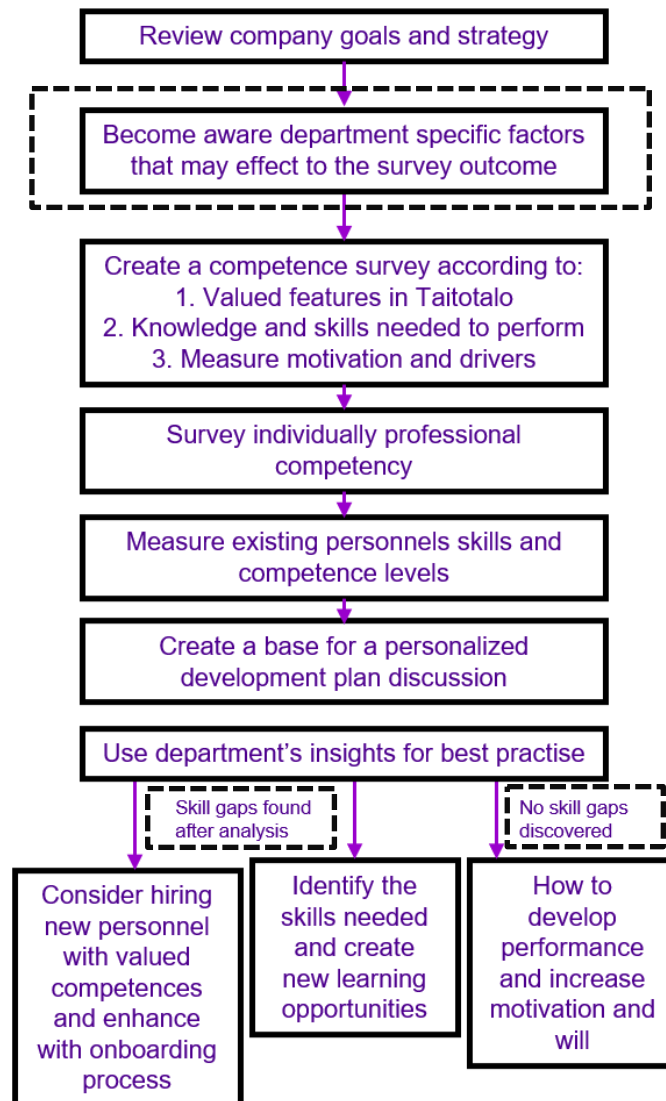 Review company goals and strategy
Become aware department specific factors
that may effect to the survey outcome
Create a competence survey according to:
1. Valued features in Taitotalo
2. Knowledge and skills needed to perform
3. Measure motivation and drivers
Survey individually professional
competency
Measure existing personnels skills and
competence levels
Create a base for a personalized
development plan discussion
Use department's insights for best practise
Skill gaps found
after analysis
No skill gaps
discovered
Consider hiring
new personnel
with valued
competences
and enhance
with onboarding
process
Identify the
skills needed
and create
new learning
opportunities
How to
develop
performance
and increase
motivation and
will